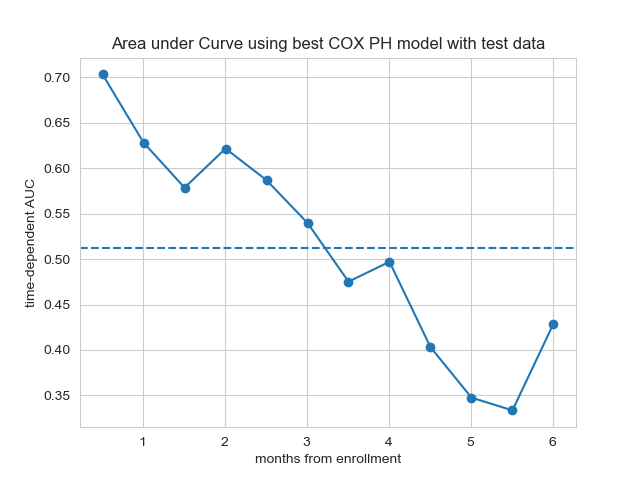 Area under Curve using best COX PH model with test data
time-dependent AUC
0.70
0.65
0.60
0.55
0.50
0.45
0.40
0.35
1 2 3 4 5 6
months from enrollment